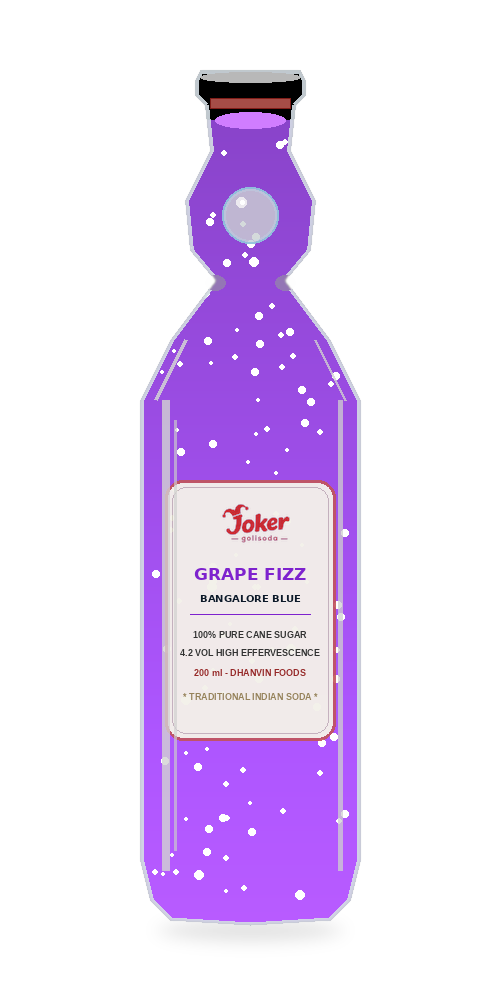 Joker
— golisoda —
GRAPE FIZZ
BANGALORE BLUE
100% PURE CANE SUGAR
4.2 VOL HIGH EFFERVESCENCE
200 ml - DHANVIN FOODS
* TRADITIONAL INDIAN SODA *